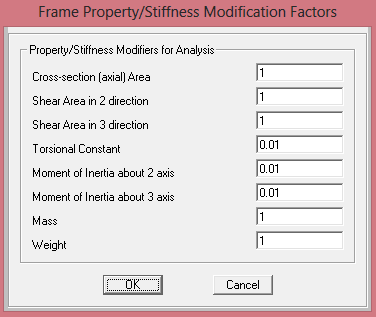 Frame Property/Stiffness Modification Factors
Property/Stiffness Modifiers for Analysis
Cross-section (axial) Area 1
Shear Area in 2 direction 1
Shear Area in 3 direction 1
Torsional Constant 0.01
Moment of Inertia about 2 axis 0.01
Moment of Inertia about 3 axis 0.01
Mass 1
Weight 1
OK Cancel